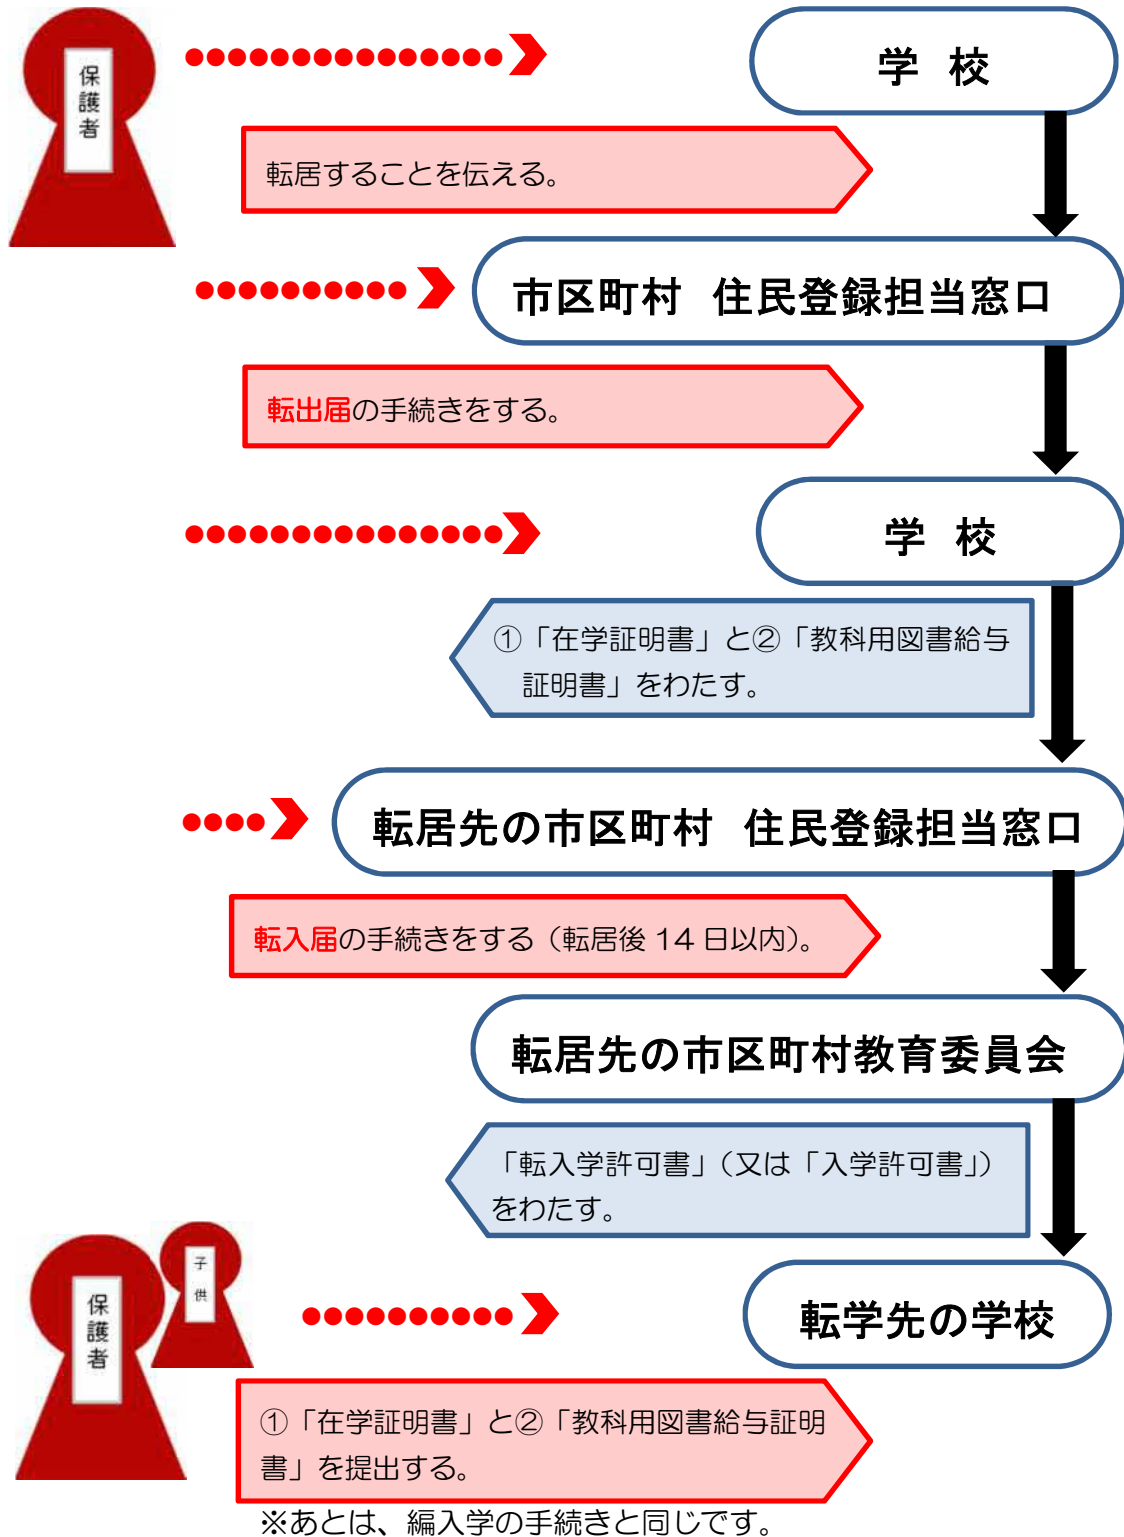 保護者
学 校
転居することを伝える。
市区町村 住民登録担当窓口
転出届の手続きをする。
学 校
①「在学証明書」と②「教科用図書給与
証明書」をわたす。
転居先の市区町村 住民登録担当窓口
転入届の手続きをする（転居後 14 日以内）。
転居先の市区町村教育委員会
「転入学許可書」（又は「入学許可書」）
をわたす。
子供
保護者
転学先の学校
①「在学証明書」と②「教科用図書給与証明
書」を提出する。
※あとは、編入学の手続きと同じです。